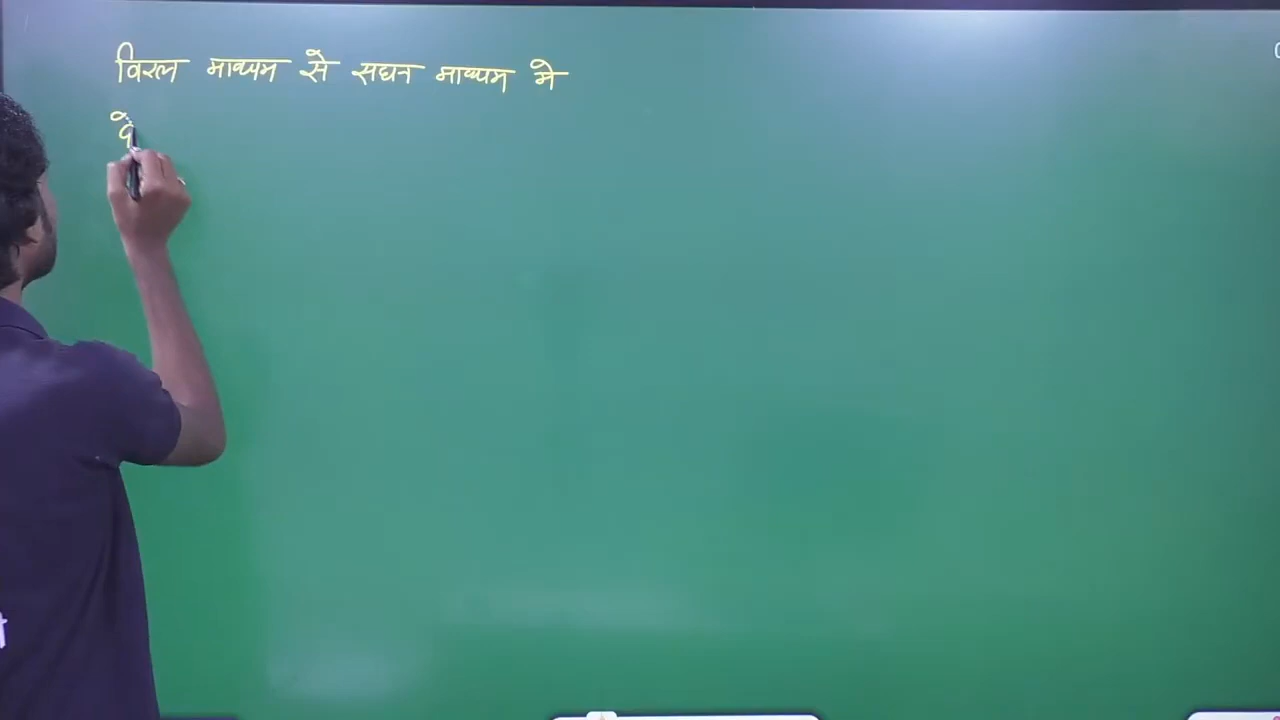 विरल माध्यम से सघन माध्यम मे